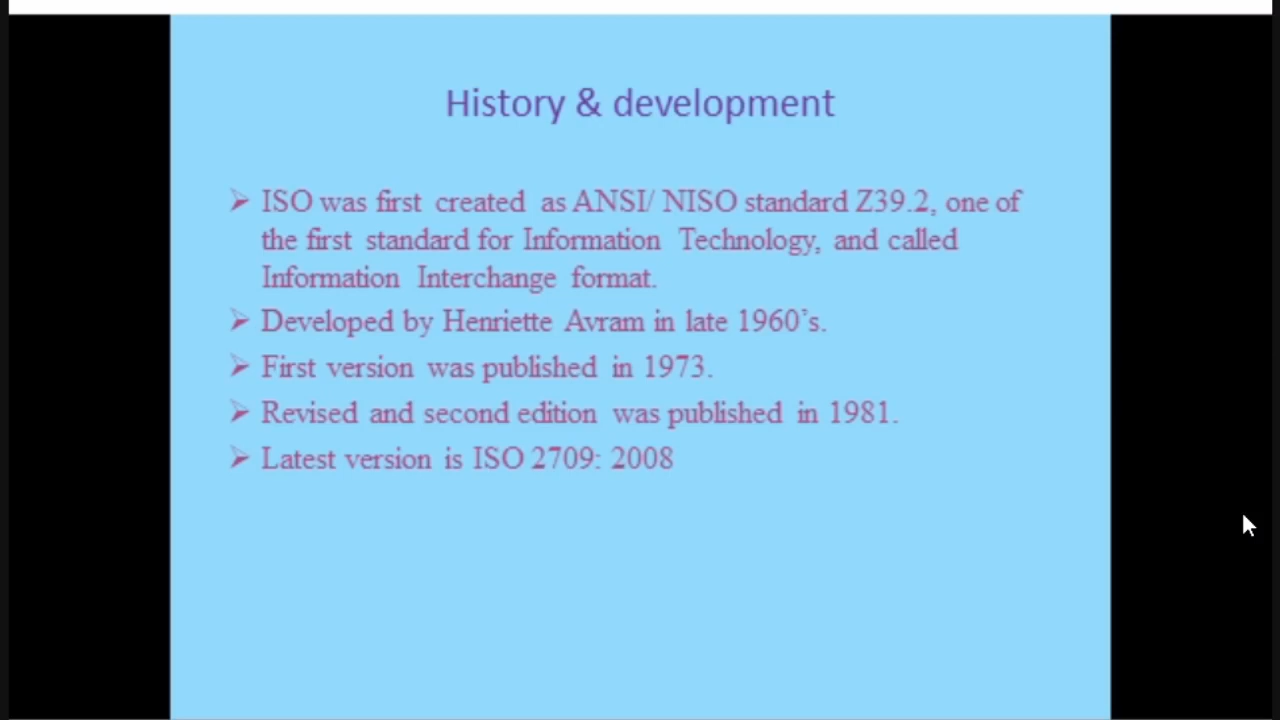 History & development
➢ ISO was first created as ANSI/ NISO standard Z39.2, one of
the first standard for Information Technology, and called
Information Interchange format.
➢ Developed by Henriette Avram in late 1960’s.
➢ First version was published in 1973.
➢ Revised and second edition was published in 1981.
➢ Latest version is ISO 2709: 2008